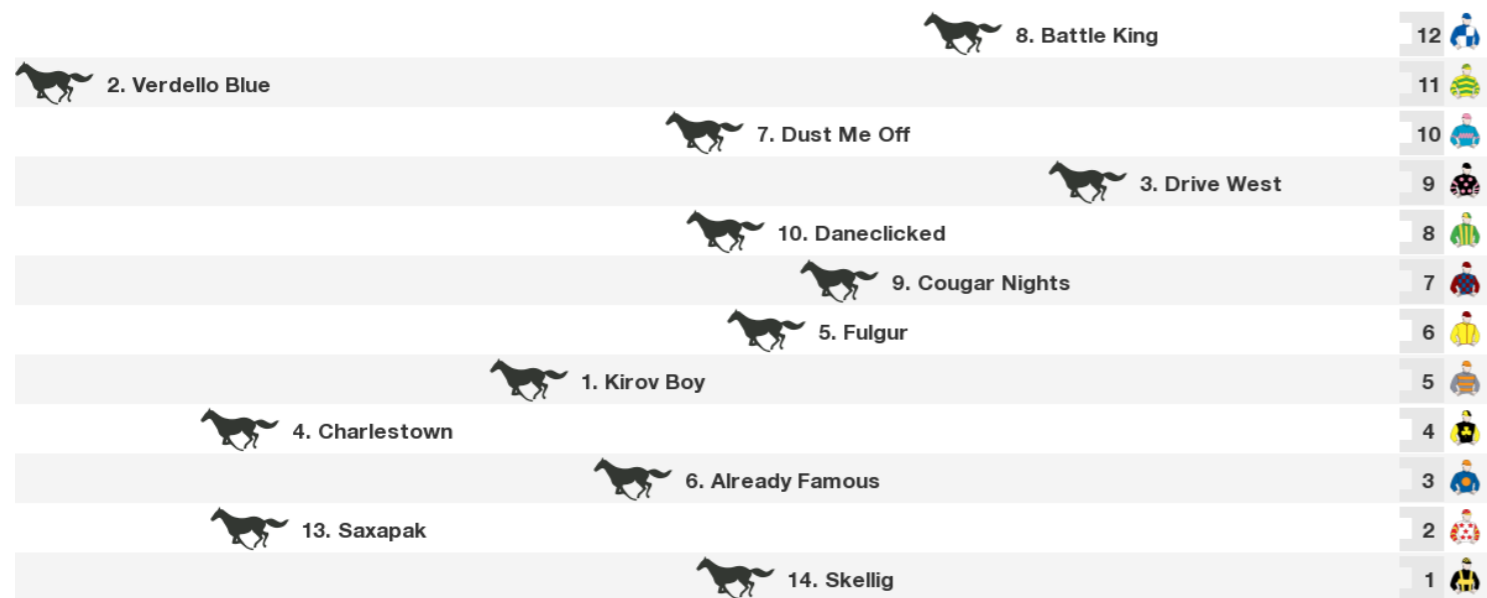 8. Battle King 12
2. Verdello Blue 11
7. Dust Me Off 10
3. Drive West 9
10. Daneclicked 8
9. Cougar Nights 7
5. Fulgur 6
1. Kirov Boy 5
4. Charlestown 4
6. Already Famous 3
13. Saxapak 2
14. Skellig 1